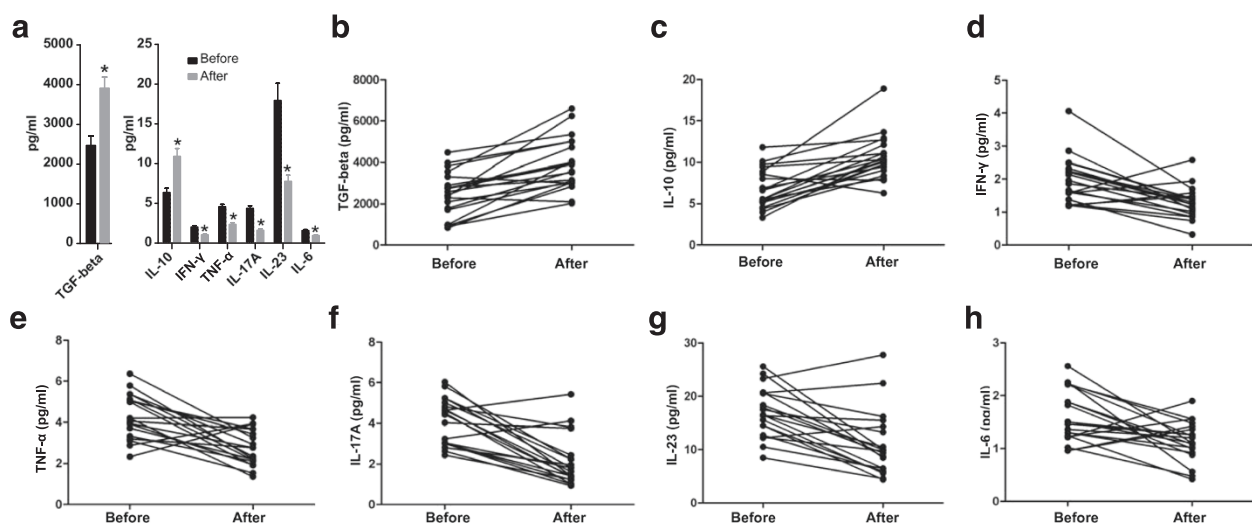 a
5000
4000
3000
2000
1000
0
pg/ml
*
TGF-beta
25
20
15
10
5
0
pg/ml
Before
After
* * * * * *
IL-10 IFN-γ TNF-α IL-17A IL-23 IL-6
b
8000
6000
4000
2000
0
TGF-beta (pg/ml)
Before After
c
20
15
10
5
0
IL-10 (pg/ml)
Before After
d
5
4
3
2
1
0
IFN-γ (pg/ml)
Before After
e
8
6
4
2
0
TNF-α (pg/ml)
Before After
f
8
6
4
2
0
IL-17A (pg/ml)
Before After
g
30
20
10
0
IL-23 (pg/ml)
Before After
h
3
2
1
0
IL-6 (pg/ml)
Before After